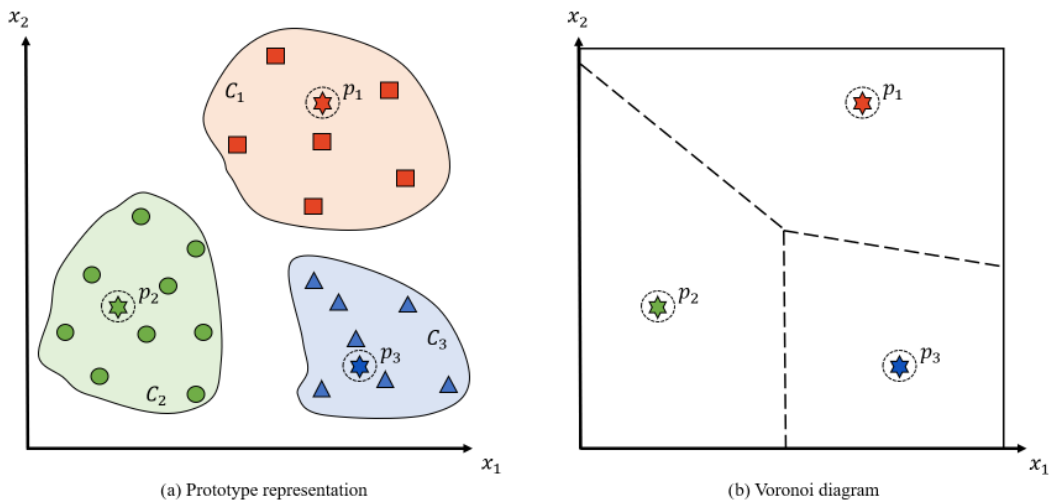 x₂
C₁
p₁
p₂
C₂
p₃
C₃
x₁
(a) Prototype representation
x₂
p₁
p₂
p₃
x₁
(b) Voronoi diagram